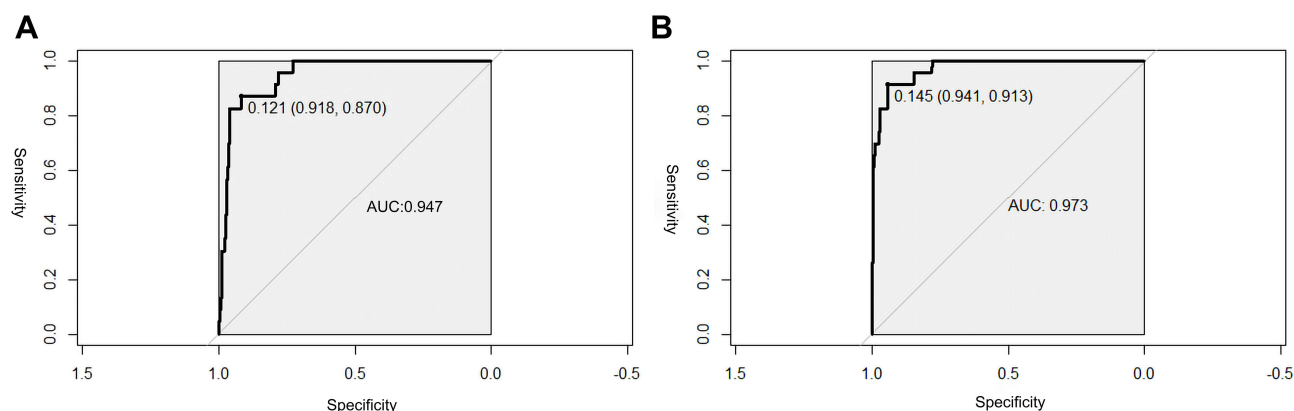 A
Sensitivity
0.0 0.2 0.4 0.6 0.8 1.0
0.121 (0.918, 0.870)
AUC:0.947
1.5 1.0 0.5 0.0 -0.5
Specificity
B
Sensitivity
0.0 0.2 0.4 0.6 0.8 1.0
0.145 (0.941, 0.913)
AUC: 0.973
1.5 1.0 0.5 0.0 -0.5
Specificity